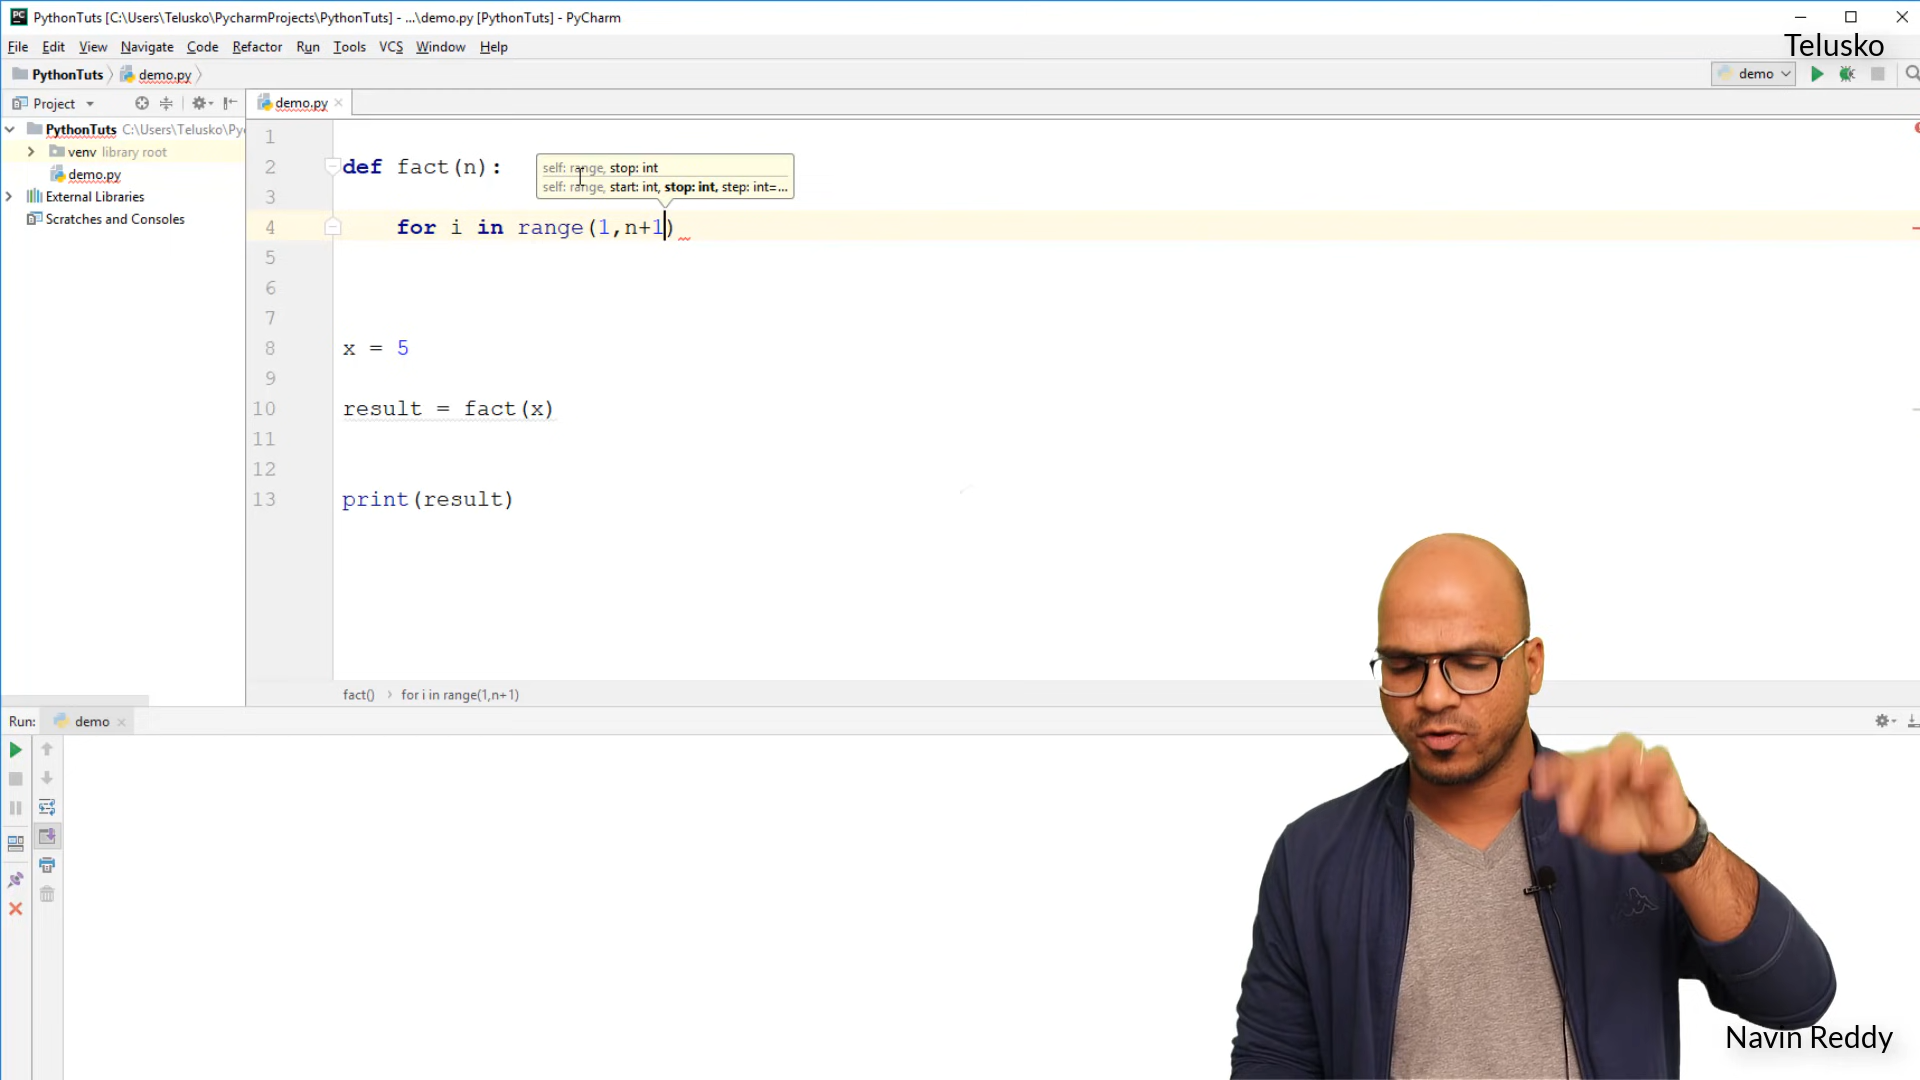 PythonTuts [C:\Users\Telusko\PycharmProjects\PythonTuts] - ...\demo.py [PythonTuts] - PyCharm
File Edit View Navigate Code Refactor Run Tools VCS Window Help
Telusko
PythonTuts demo.py
demo
Project
demo.py
PythonTuts C:\Users\Telusko\Pyc
venv library root
demo.py
External Libraries
Scratches and Consoles
1
2 def fact(n):
self: range, stop: int
self: range, start: int, stop: int, step: int=...
3
4 for i in range(1,n+1)
5
6
7
8 x = 5
9
10 result = fact(x)
11
12
13 print(result)
fact() for i in range(1,n+1)
Run: demo
Navin Reddy